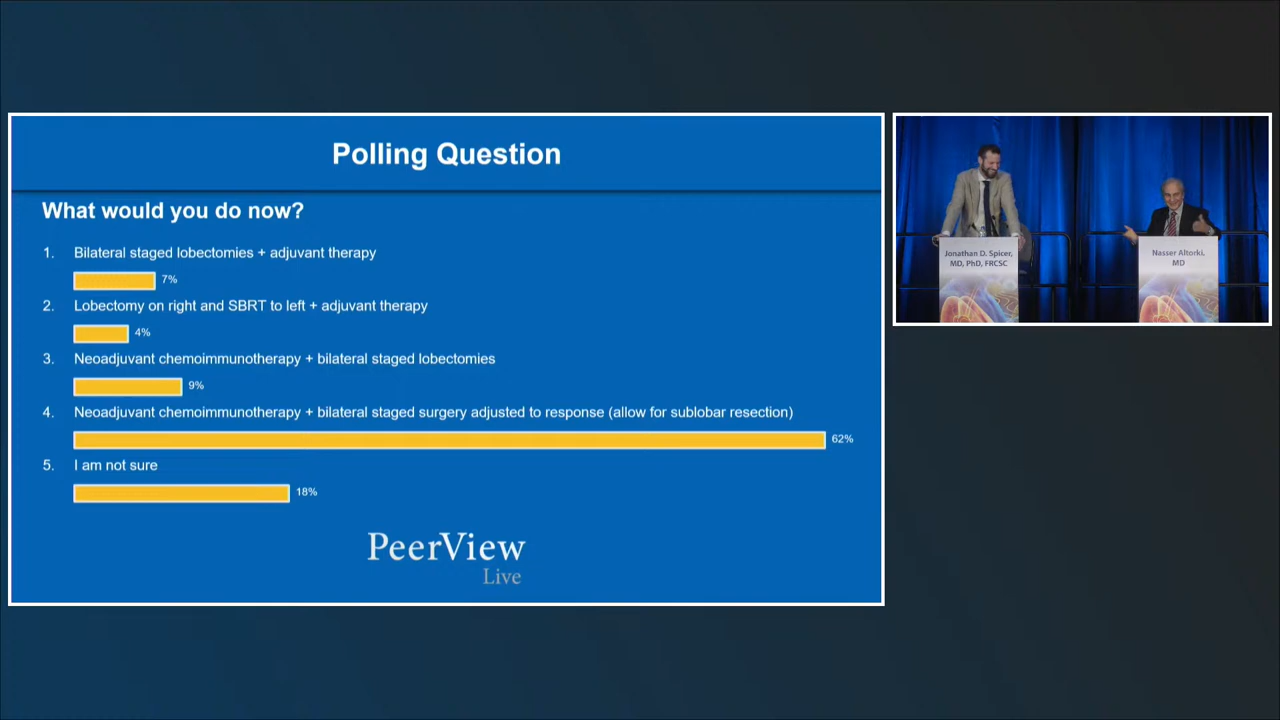 Polling Question
What would you do now?
1. Bilateral staged lobectomies + adjuvant therapy
7%
2. Lobectomy on right and SBRT to left + adjuvant therapy
4%
3. Neoadjuvant chemoimmunotherapy + bilateral staged lobectomies
9%
4. Neoadjuvant chemoimmunotherapy + bilateral staged surgery adjusted to response (allow for sublobar resection)
62%
5. I am not sure
18%
PeerView
Live
Jonathan D. Spicer,
MD, PhD, FRCSC
Nasser Altorki,
MD